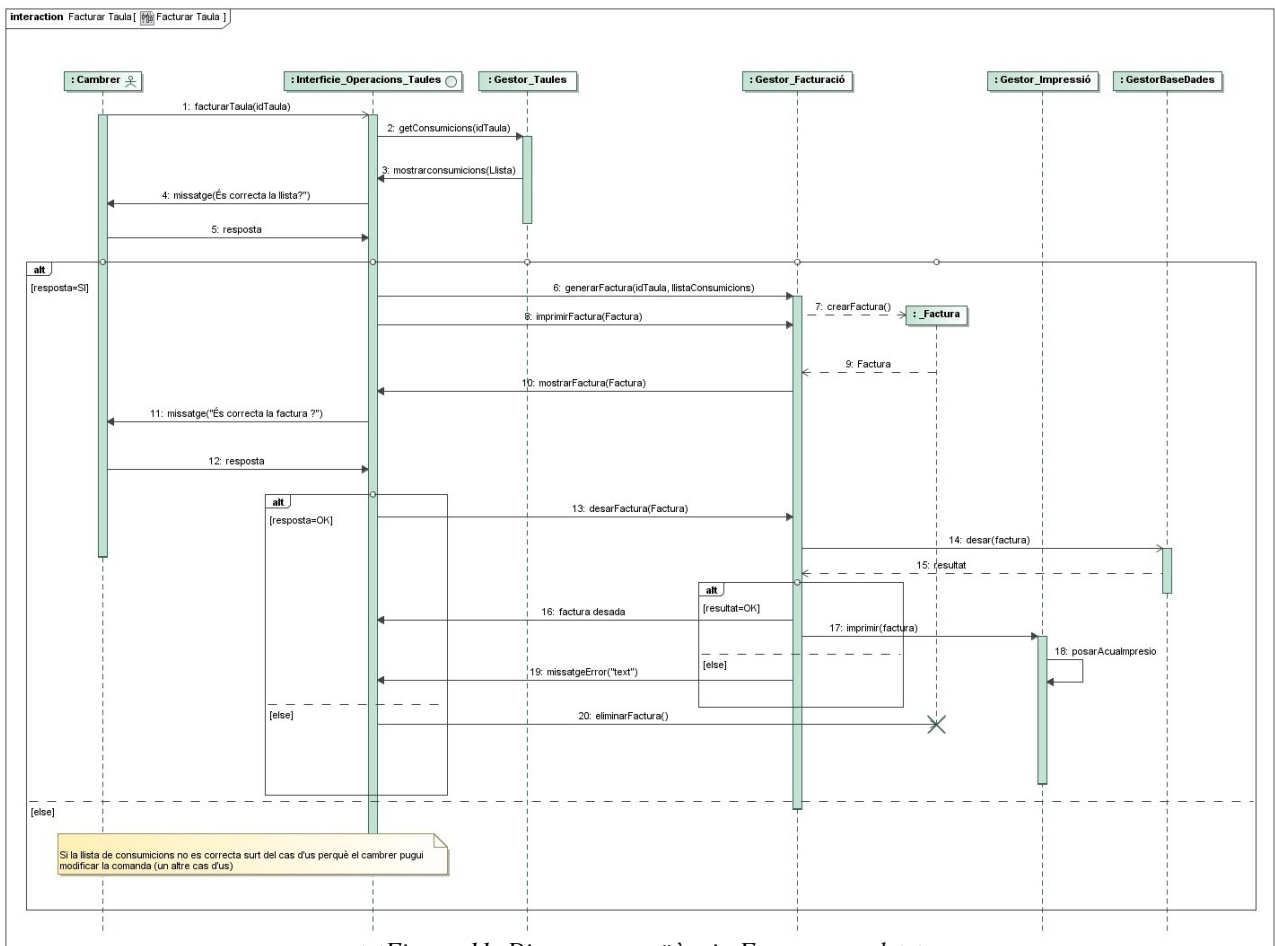 interaction Facturar Taula[ Facturar Taula ]
: Cambrer
: Interficie_Operacions_Taules
: Gestor_Taules
: Gestor_Facturació
: Gestor_Impressió
: GestorBaseDades
1: facturarTaula(idTaula)
2: getConsumicions(idTaula)
3: mostrarconsumicions(Llista)
4: missatge(És correcta la llista?")
5: resposta
alt
[resposta=SI]
6: generarFactura(idTaula, llistaConsumicions)
7: crearFactura()
: _Factura
8: imprimirFactura(Factura)
9: Factura
10: mostrarFactura(Factura)
11: missatge("És correcta la factura ?")
12: resposta
alt
[resposta=OK]
13: desarFactura(Factura)
14: desar(factura)
15: resultat
alt
[resultat=OK]
16: factura desada
17: imprimir(factura)
18: posarAcuaImpresio
[else]
19: missatgeError("text")
[else]
20: eliminarFactura()
[else]
Si la llista de consumicions no es correcta surt del cas d'us perquè el cambrer pugui
modificar la comanda (un altre cas d'us)